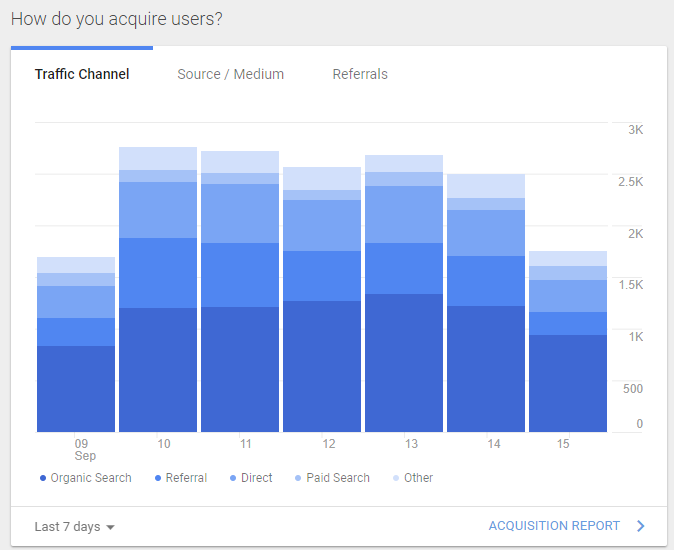 How do you acquire users?
Traffic Channel Source / Medium Referrals
3K
2.5K
2K
1.5K
1K
500
0
09 10 11 12 13 14 15
Sep
Organic Search Referral Direct Paid Search Other
Last 7 days ACQUISITION REPORT